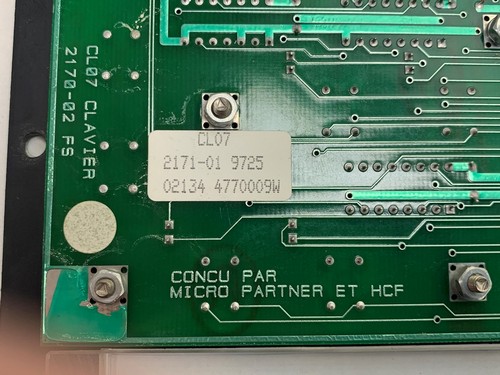 CL07 CLAVIER
2170-02 FS
CL07
2171-01 9725
02134 4770009W
CONCU PAR
MICRO PARTNER ET HCF